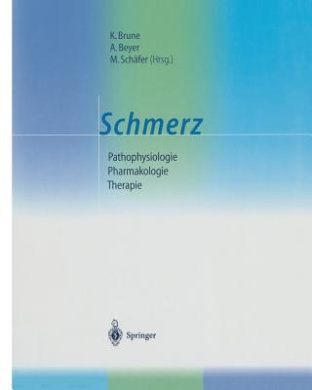 K. Brune
A. Beyer
M. Schäfer (Hrsg.)
Schmerz
Pathophysiologie
Pharmakologie
Therapie
Springer